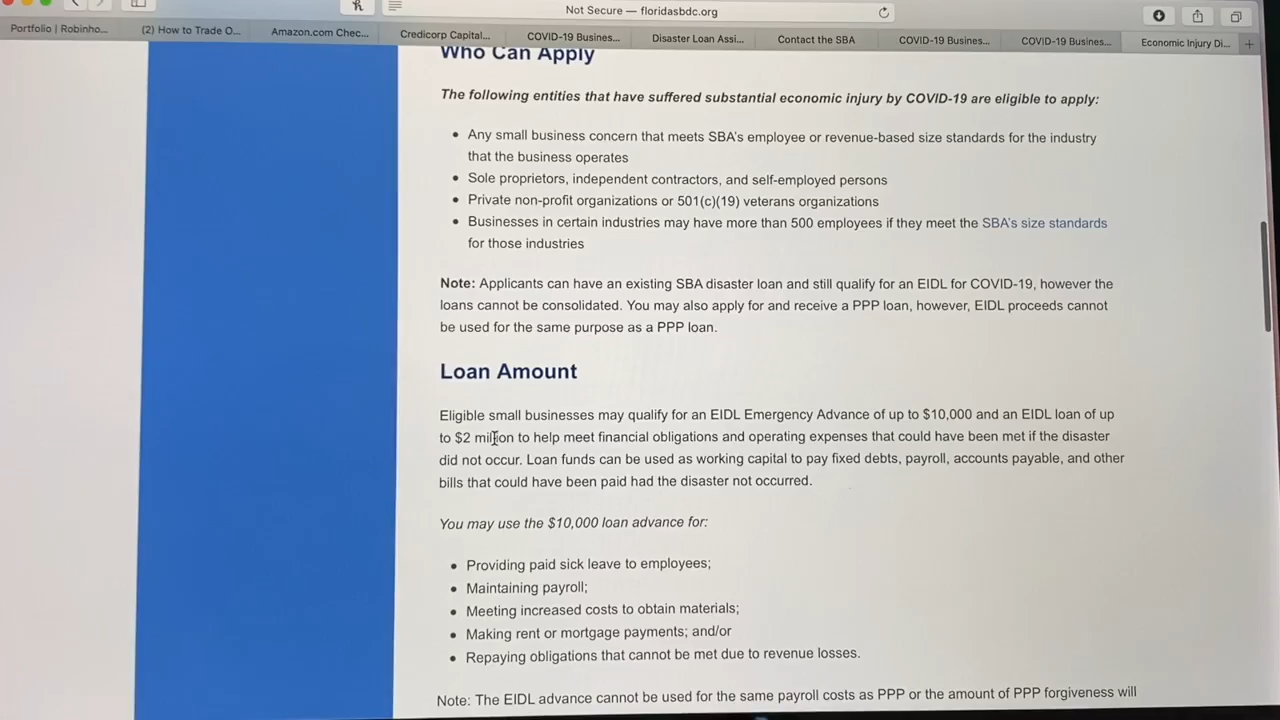 Not Secure — floridasbdc.org
Portfolio | Robinho...
(2) How to Trade O...
Amazon.com Chec...
Credicorp Capital...
COVID-19 Busines...
Disaster Loan Assi...
Contact the SBA
COVID-19 Busines...
COVID-19 Busines...
Economic Injury Di...
Who Can Apply
The following entities that have suffered substantial economic injury by COVID-19 are eligible to apply:
• Any small business concern that meets SBA's employee or revenue-based size standards for the industry
that the business operates
• Sole proprietors, independent contractors, and self-employed persons
• Private non-profit organizations or 501(c)(19) veterans organizations
• Businesses in certain industries may have more than 500 employees if they meet the SBA's size standards
for those industries
Note: Applicants can have an existing SBA disaster loan and still qualify for an EIDL for COVID-19, however the
loans cannot be consolidated. You may also apply for and receive a PPP loan, however, EIDL proceeds cannot
be used for the same purpose as a PPP loan.
Loan Amount
Eligible small businesses may qualify for an EIDL Emergency Advance of up to $10,000 and an EIDL loan of up
to $2 million to help meet financial obligations and operating expenses that could have been met if the disaster
did not occur. Loan funds can be used as working capital to pay fixed debts, payroll, accounts payable, and other
bills that could have been paid had the disaster not occurred.
You may use the $10,000 loan advance for:
• Providing paid sick leave to employees;
• Maintaining payroll;
• Meeting increased costs to obtain materials;
• Making rent or mortgage payments; and/or
• Repaying obligations that cannot be met due to revenue losses.
Note: The EIDL advance cannot be used for the same payroll costs as PPP or the amount of PPP forgiveness will